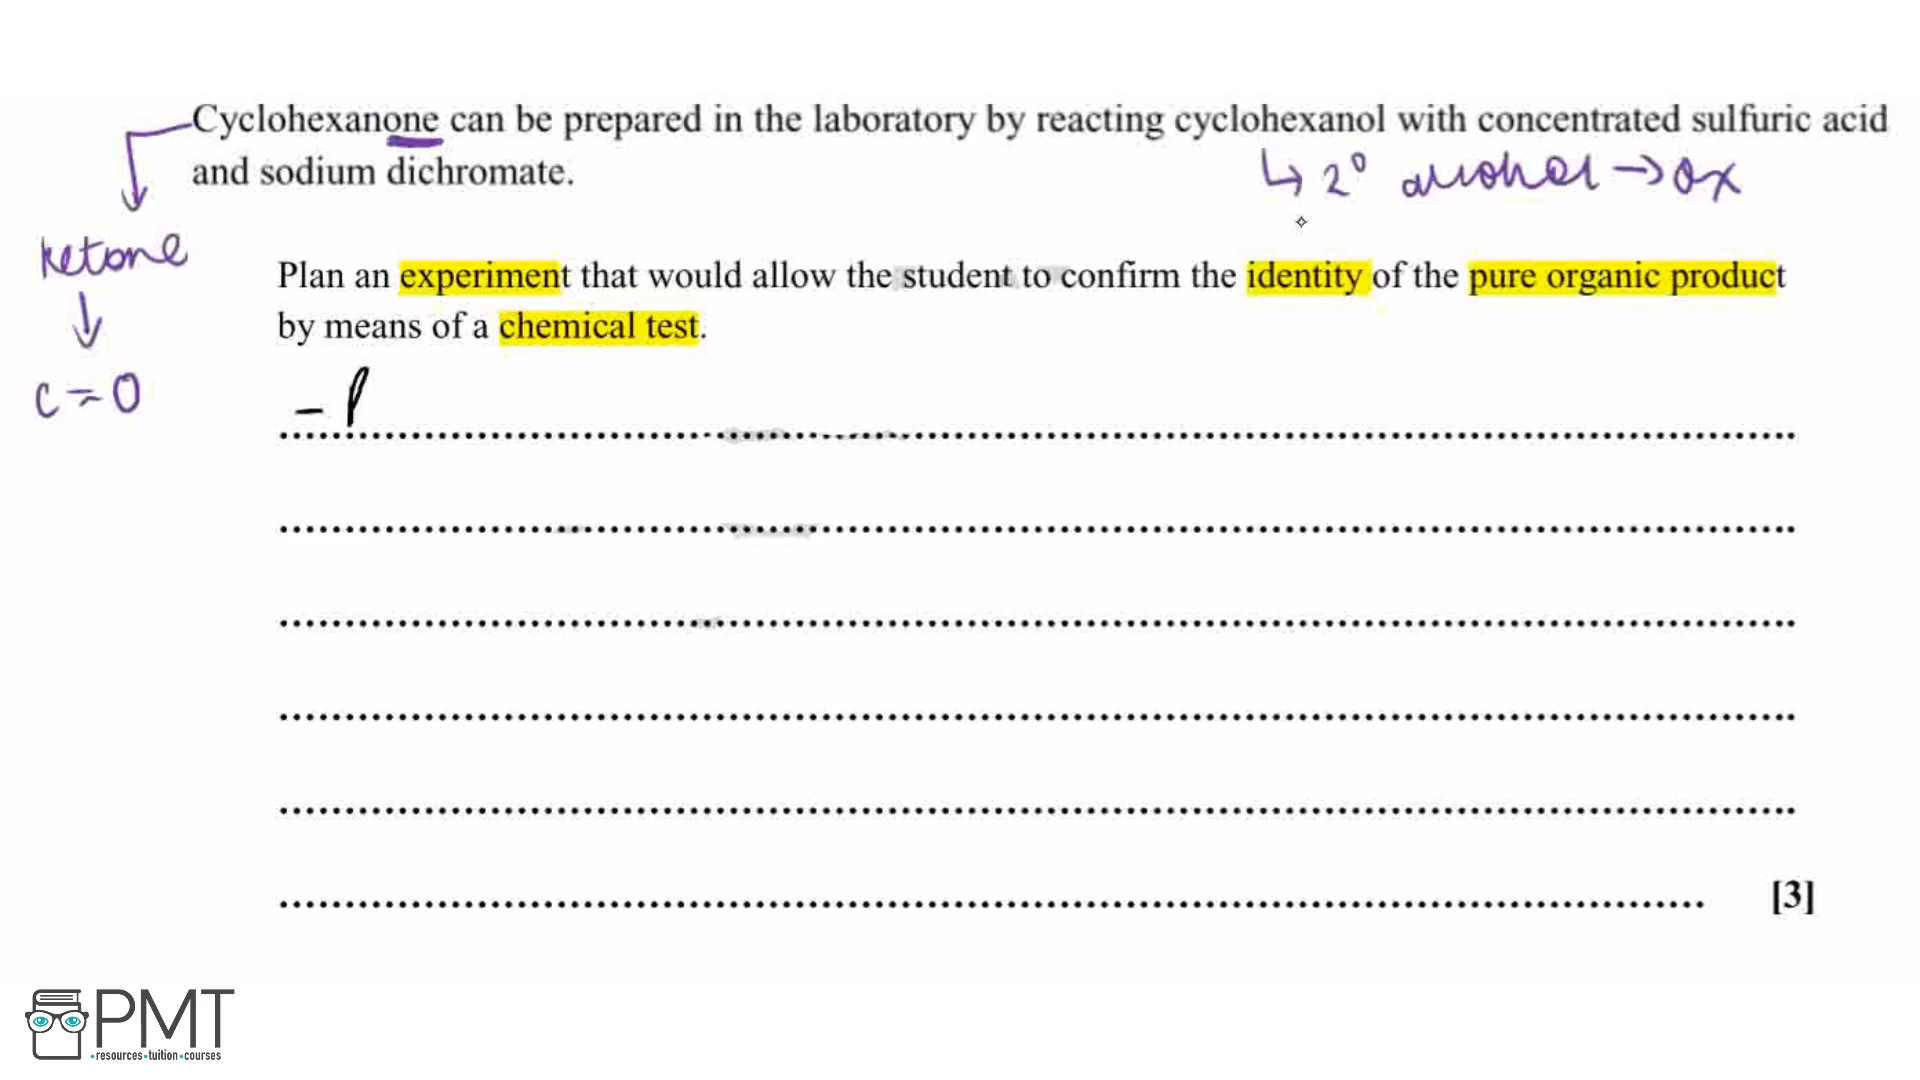 Cyclohexanone can be prepared in the laboratory by reacting cyclohexanol with concentrated sulfuric acid
and sodium dichromate.
↳ 2° alcohol → ox
ketone
↓
C=O
Plan an experiment that would allow the student to confirm the identity of the pure organic product
by means of a chemical test.
- P
[3]
PMT
•resources•tuition•courses